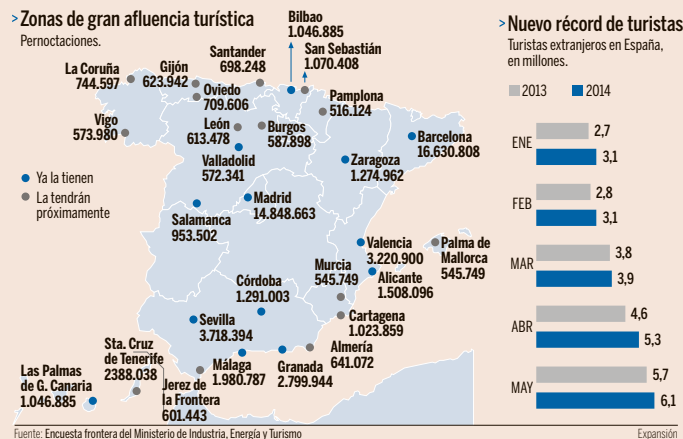 > Zonas de gran afluencia turística
Pernoctaciones.
Bilbao
1.046.885
San Sebastián
1.070.408
Santander
698.248
Gijón
623.942
La Coruña
744.597
Oviedo
709.606
Pamplona
516.124
Vigo
573.980
León
613.478
Burgos
587.898
Barcelona
16.630.808
Valladolid
572.341
Zaragoza
1.274.962
Ya la tienen
La tendrán
próximamente
Madrid
14.848.663
Salamanca
953.502
Valencia
3.220.900
Palma de
Mallorca
545.749
Murcia
545.749
Alicante
1.508.096
Córdoba
1.291.003
Cartagena
1.023.859
Sevilla
3.718.394
Almería
641.072
Sta. Cruz
de Tenerife
2388.038
Málaga
1.980.787
Granada
2.799.944
Las Palmas
de G. Canaria
1.046.885
Jerez de
la Frontera
601.443
> Nuevo récord de turistas
Turistas extranjeros en España,
en millones.
2013 2014
ENE
2,7
3,1
FEB
2,8
3,1
MAR
3,8
3,9
ABR
4,6
5,3
MAY
5,7
6,1
Fuente: Encuesta frontera del Ministerio de Industria, Energía y Turismo
Expansión